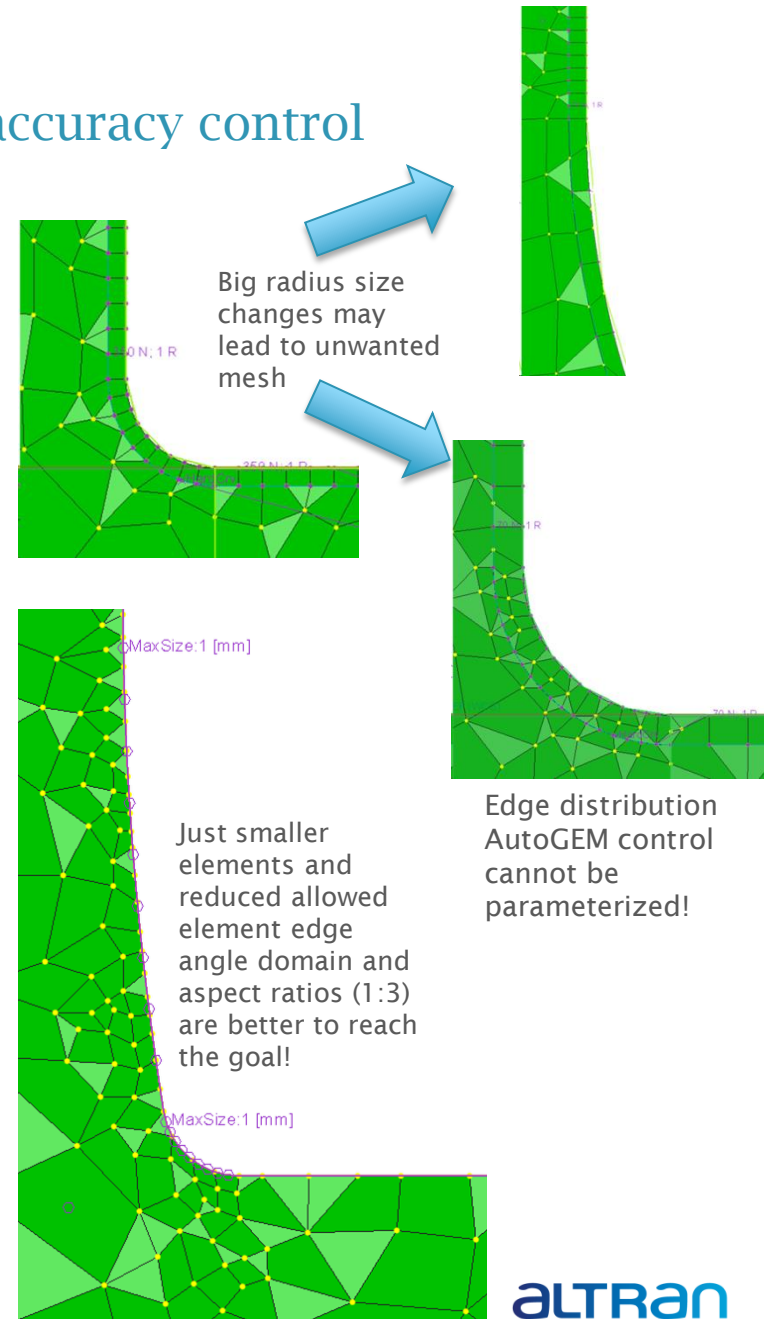 accuracy control
Big radius size
changes may
lead to unwanted
mesh
1 R
MaxSize:1 [mm]
Edge distribution
AutoGEM control
cannot be
parameterized!
Just smaller
elements and
reduced allowed
element edge
angle domain and
aspect ratios (1:3)
are better to reach
the goal!
MaxSize:1 [mm]
altran